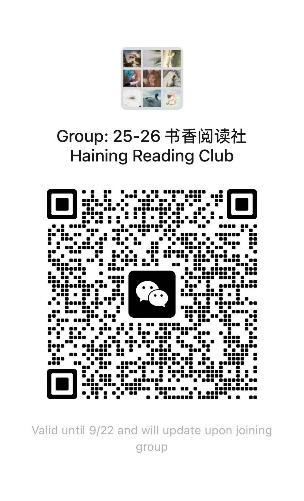 Group: 25-26 书香阅读社
Haining Reading Club
Valid until 9/22 and will update upon joining
group